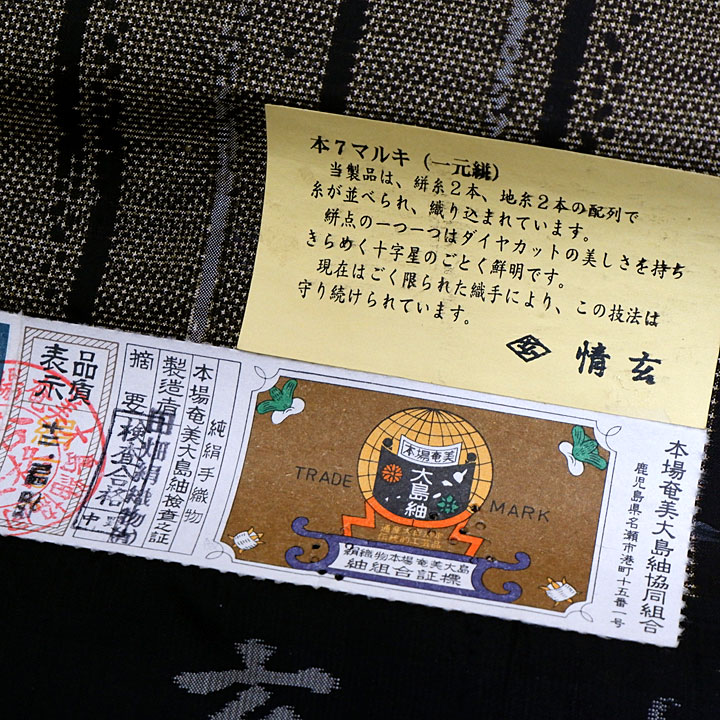 本7マルキ(一元絣)
当製品は、絣糸2本、地糸2本の配列で
糸が並べられ、織り込まれています。
絣点の一つ一つはダイヤカットの美しさを持ち
きらめく十字星のごとく鮮明です。
現在はごく限られた織手により、この技法は
守り続けられています。
玄 情玄
品質
表示
摘要
検査合格
中
製造者
本場奄美大島紬検査之証
純絹手織物
TRADE MARK
本場奄美
大島紬
絹織物本場奄美大島
紬組合証標
本場奄美大島紬協同組合
鹿児島県名瀬市港町十五番一号
玄